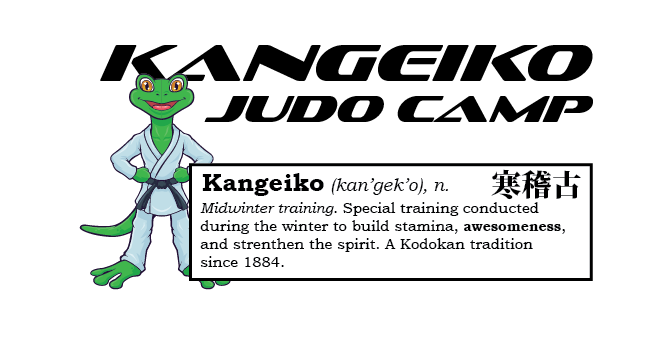 KANGEIKO
JUDO CAMP
Kangeiko (kan'gek'o), n. 寒稽古
Midwinter training. Special training conducted
during the winter to build stamina, awesomeness,
and strenthen the spirit. A Kodokan tradition
since 1884.